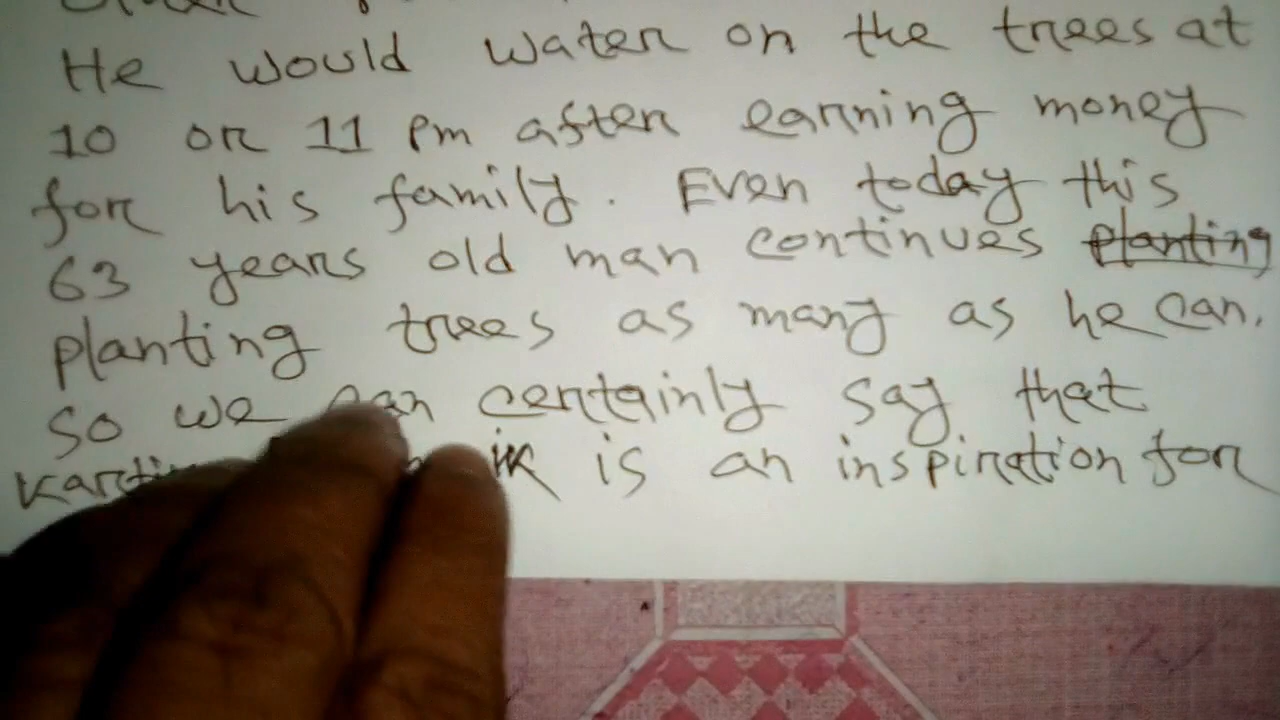 He would water on the trees at
10 or 11 pm after earning money
for his family. Even today this
63 years old man continues planting
planting trees as many as he can.
So we can certainly say that
is an inspiration for